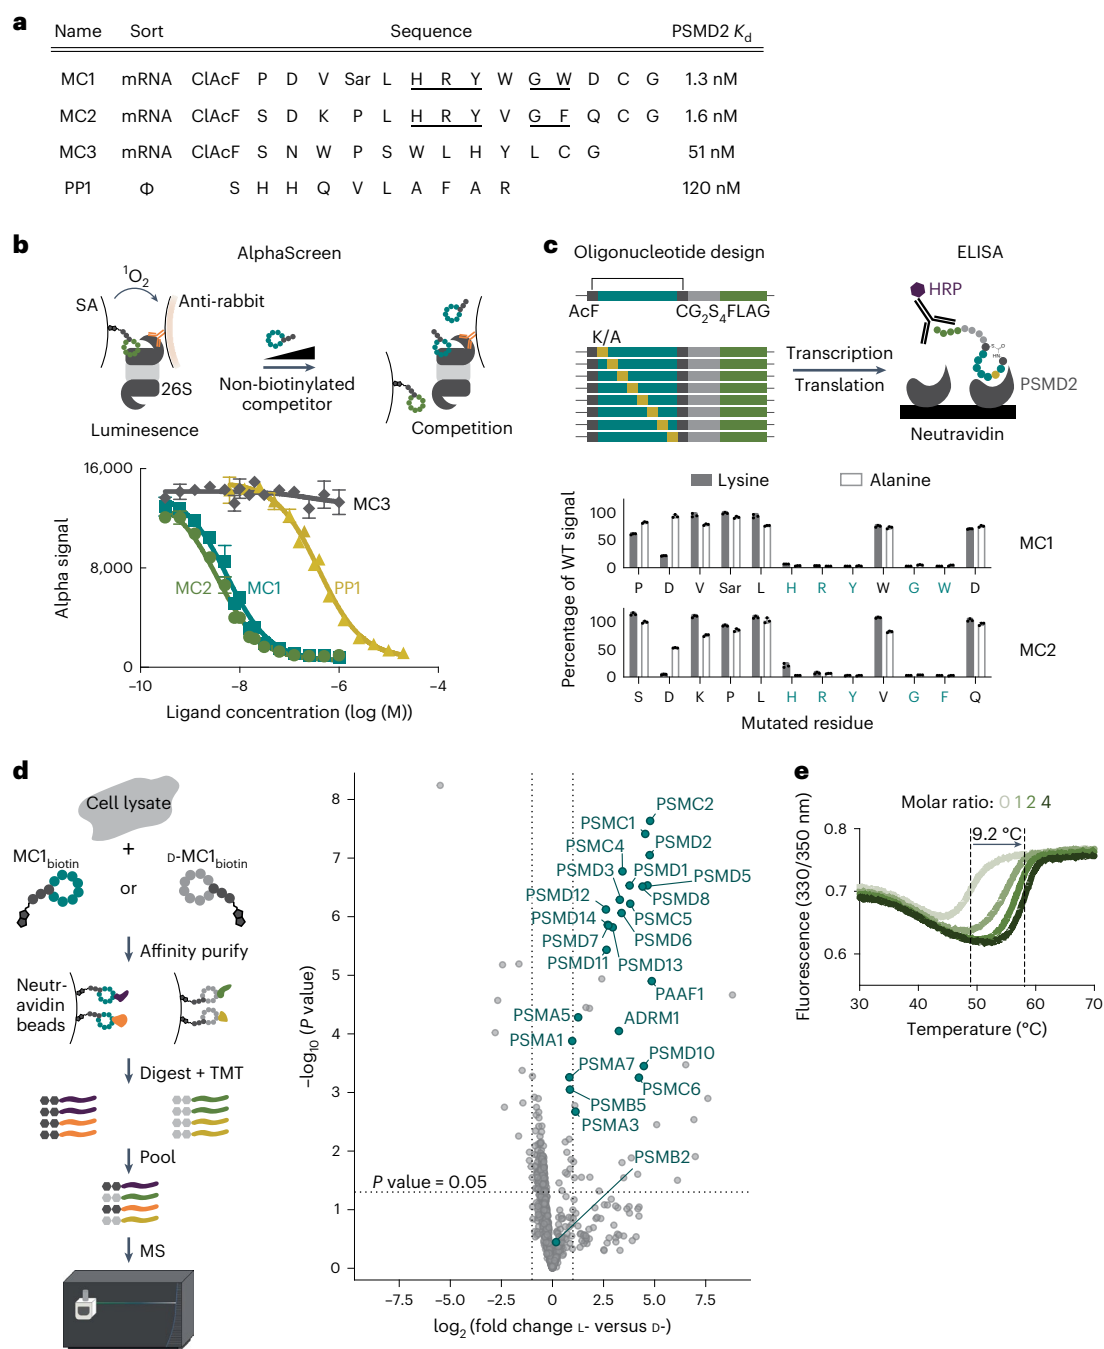 a
Name Sort Sequence PSMD2 Kd
MC1 mRNA ClAcF P D V Sar L H R Y W G W D C G 1.3 nM
MC2 mRNA ClAcF S D K P L H R Y V G F Q C G 1.6 nM
MC3 mRNA ClAcF S N W P S W L H Y L C G 51 nM
PP1 Φ S H H Q V L A F A R 120 nM
b
AlphaScreen
1O2
SA
Anti-rabbit
26S
Non-biotinylated
competitor
Luminesence
Competition
16,000
8,000
0
Alpha signal
MC3
MC2
MC1
PP1
−10 −8 −6 −4
Ligand concentration (log (M))
c
Oligonucleotide design
ELISA
AcF
CG2S4FLAG
K/A
Transcription
Translation
HRP
S
O
HN
PSMD2
Neutravidin
Lysine
Alanine
Percentage of WT signal
100
50
0
MC1
P D V Sar L H R Y W G W D
100
50
0
MC2
S D K P L H R Y V G F Q
Mutated residue
d
Cell lysate
+
MC1biotin
or
D-MC1biotin
Affinity purify
Neutr-
avidin
beads
Digest + TMT
Pool
MS
−log10 (P value)
8
7
6
5
4
3
2
1
0
PSMC2
PSMC1
PSMD2
PSMC4
PSMD3
PSMD1
PSMD5
PSMD12
PSMD8
PSMD14
PSMC5
PSMD7
PSMD6
PSMD11
PSMD13
PAAF1
PSMA5
ADRM1
PSMA1
PSMD10
PSMA7
PSMC6
PSMB5
PSMA3
PSMB2
P value = 0.05
−7.5 −5.0 −2.5 0 2.5 5.0 7.5
log2 (fold change L- versus D-)
e
Molar ratio: 0 1 2 4
9.2 °C
0.8
0.7
0.6
Fluorescence (330/350 nm)
30 40 50 60 70
Temperature (°C)